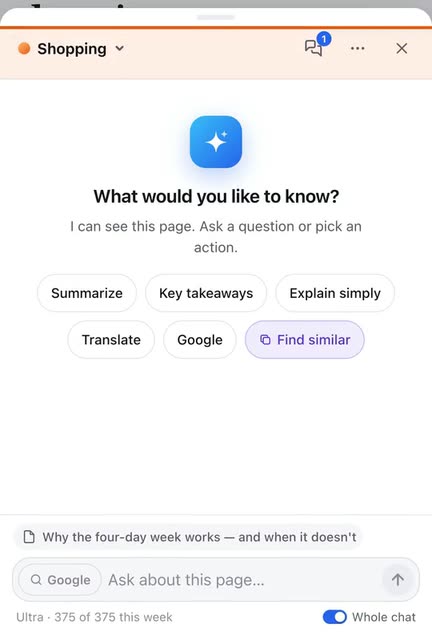 Shopping
1
What would you like to know?
I can see this page. Ask a question or pick an
action.
Summarize
Key takeaways
Explain simply
Translate
Google
Find similar
Why the four-day week works — and when it doesn't
Google
Ask about this page...
Ultra · 375 of 375 this week
Whole chat